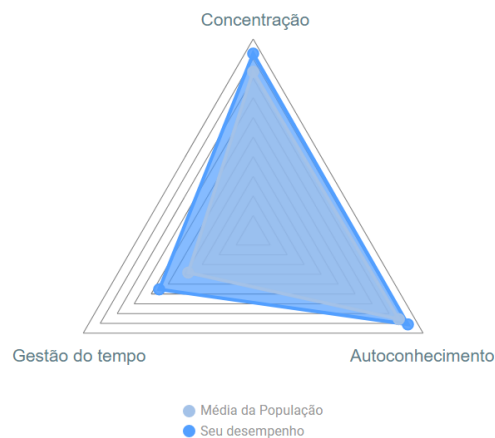 Concentração
Gestão do tempo
Autoconhecimento
Média da População
Seu desempenho